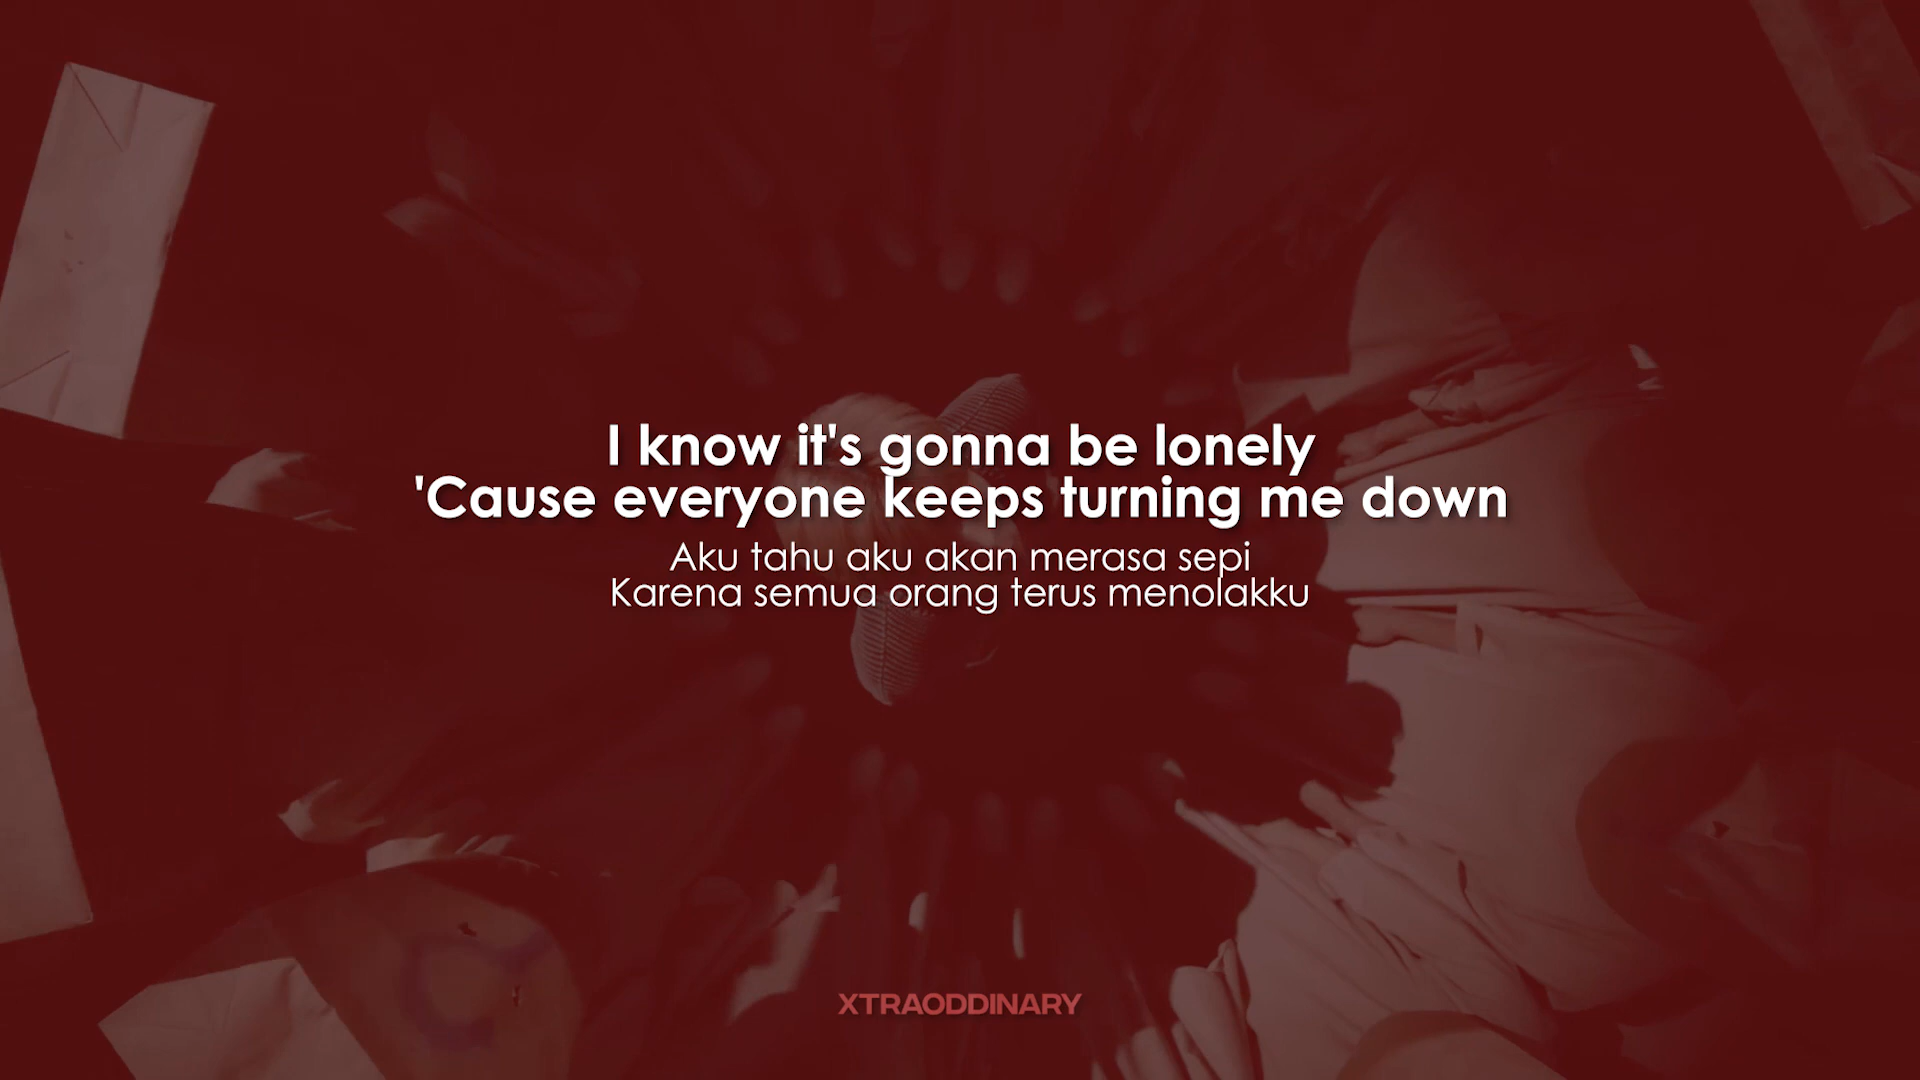 I know it's gonna be lonely
'Cause everyone keeps turning me down
Aku tahu aku akan merasa sepi
Karena semua orang terus menolakku
XTRAODDINARY